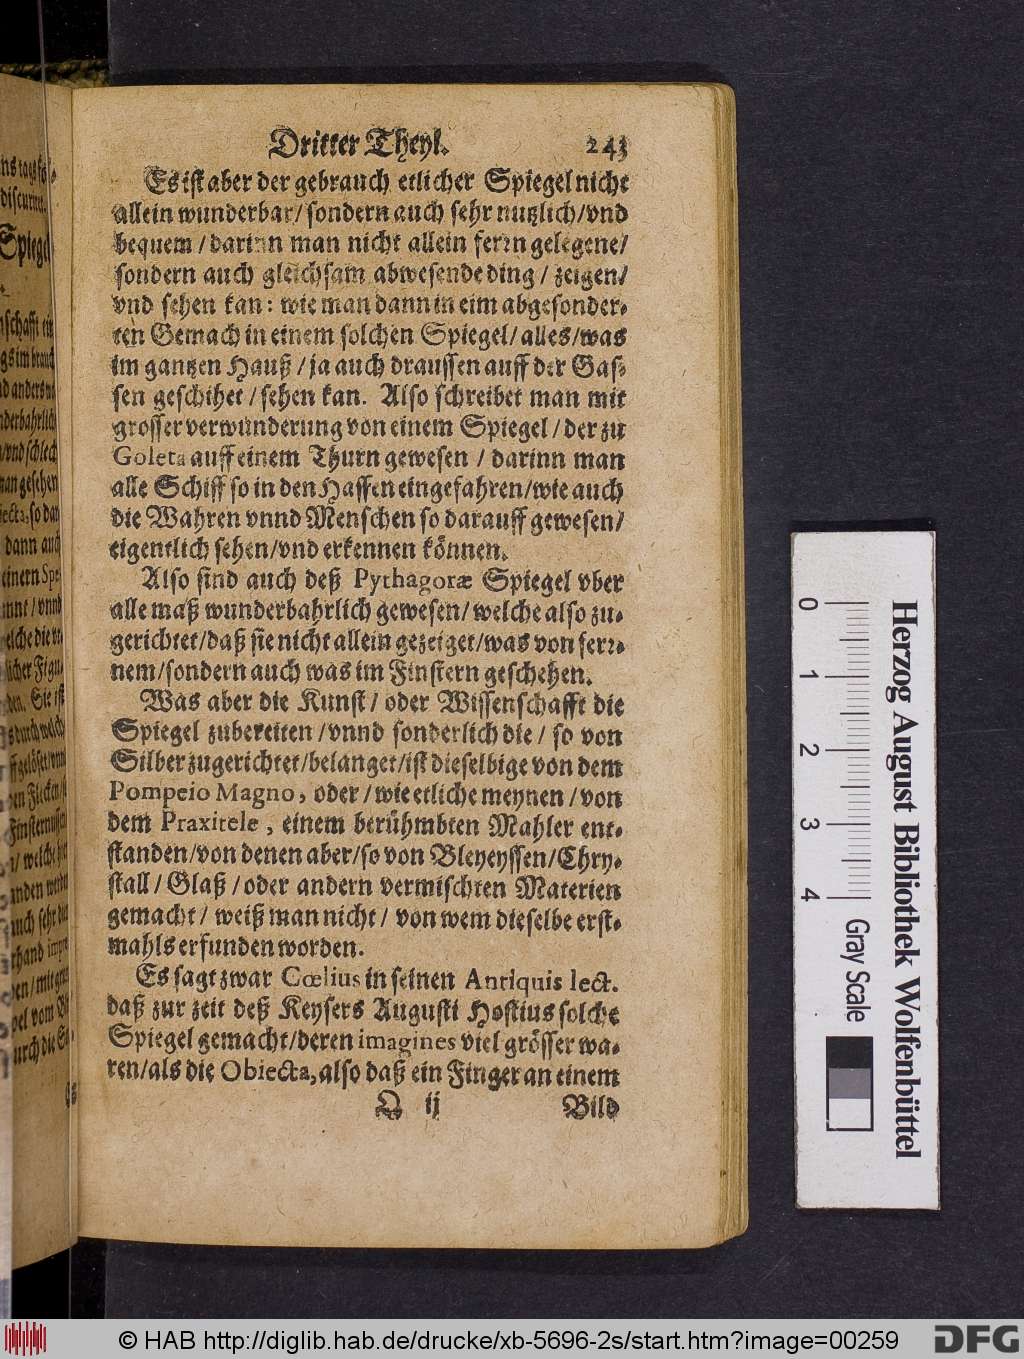 Dritter Theyl. 243
Es ist aber der gebrauch etlicher Spiegel nicht
allein wunderbar/ sondern auch sehr nutzlich/vnd
bequem / darinn man nicht allein ferrn gelegene/
sondern auch gleichsam abwesende ding / zeigen/
vnd sehen kan: wie man dann in eim abgesonder-
ten Gemach in einem solchen Spiegel/ alles/was
im gantzen Hauß / ja auch draussen auff der Gas-
sen geschihet / sehen kan. Also schreibet man mit
grosser verwunderung von einem Spiegel / der zu
Goleta auff einem Thurn gewesen / darinn man
alle Schiff so in den Haffen eingefahren/wie auch
die Wahren vnnd Menschen so darauff gewesen/
eigentlich sehen/vnd erkennen können.
Also sind auch deß Pythagoræ Spiegel vber
alle maß wunderbahrlich gewesen/ welche also zu-
gerichtet/daß sie nicht allein gezeiget/was von ferr-
nem/sondern auch was im Finstern geschehen.
Was aber die Kunst / oder Wissenschafft die
Spiegel zubereiten / vnnd sonderlich die / so von
Silber zugerichtet/belanget/ist dieselbige von dem
Pompeio Magno, oder / wie etliche meynen / von
dem Praxitele , einem berühmbten Mahler ent-
standen/von denen aber/so von Bleyeyssen/Chry-
stall / Glaß / oder andern vermischten Materien
gemacht / weiß man nicht / von wem dieselbe erst-
mahls erfunden worden.
Es sagt zwar Cœlius in seinen Antiquis lect.
daß zur zeit deß Keysers Augusti Hostius solche
Spiegel gemacht/deren imagines viel grösser wa-
ren/als die Obiecta, also daß ein Finger an einem
Q ij Bild
Herzog August Bibliothek Wolfenbüttel
0 1 2 3 4 Gray Scale
© HAB http://diglib.hab.de/drucke/xb-5696-2s/start.htm?image=00259
DFG